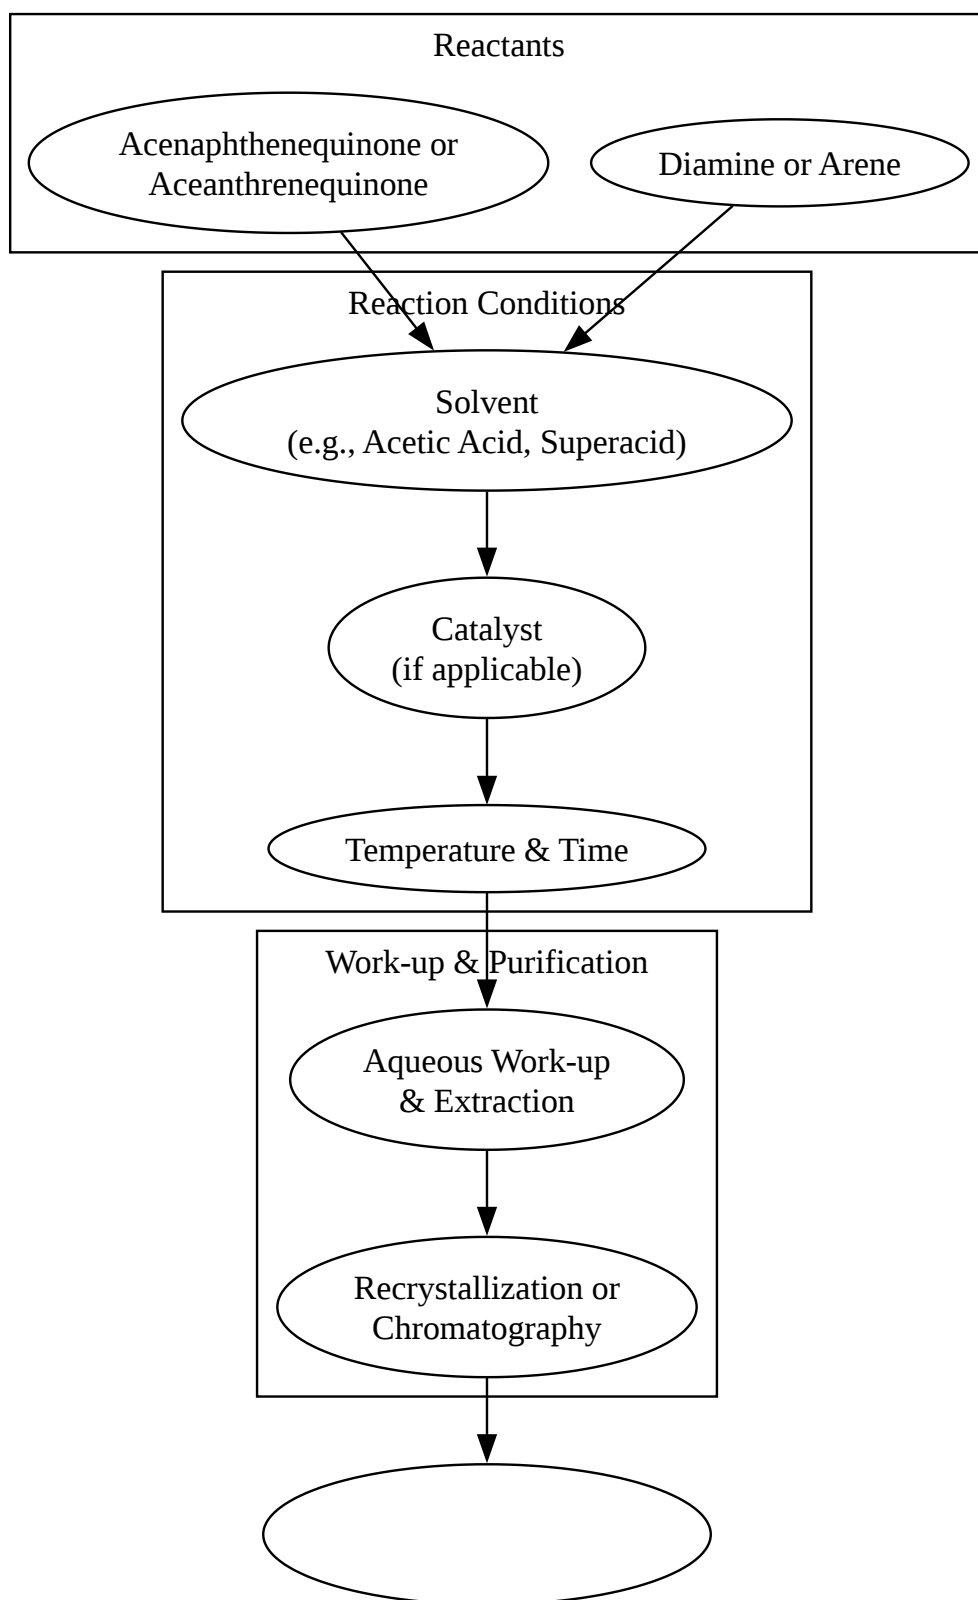 Reactants
Acenaphthenequinone or
Aceanthrenequinone
Diamine or Arene
Reaction Conditions
Solvent
(e.g., Acetic Acid, Superacid)
Catalyst
(if applicable)
Temperature & Time
Work-up & Purification
Aqueous Work-up
& Extraction
Recrystallization or
Chromatography